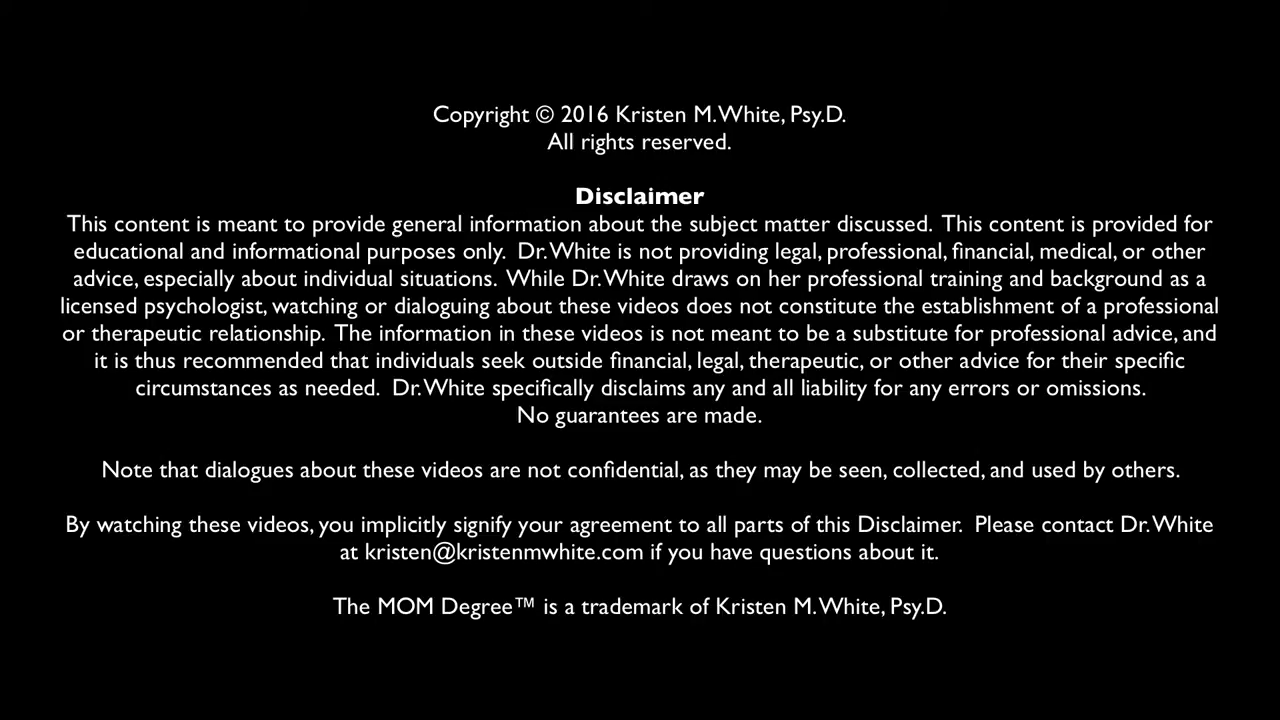 Copyright © 2016 Kristen M. White, Psy.D.
All rights reserved.
Disclaimer
This content is meant to provide general information about the subject matter discussed. This content is provided for
educational and informational purposes only. Dr. White is not providing legal, professional, financial, medical, or other
advice, especially about individual situations. While Dr. White draws on her professional training and background as a
licensed psychologist, watching or dialoguing about these videos does not constitute the establishment of a professional
or therapeutic relationship. The information in these videos is not meant to be a substitute for professional advice, and
it is thus recommended that individuals seek outside financial, legal, therapeutic, or other advice for their specific
circumstances as needed. Dr. White specifically disclaims any and all liability for any errors or omissions.
No guarantees are made.
Note that dialogues about these videos are not confidential, as they may be seen, collected, and used by others.
By watching these videos, you implicitly signify your agreement to all parts of this Disclaimer. Please contact Dr. White
at kristen@kristenmwhite.com if you have questions about it.
The MOM Degree™ is a trademark of Kristen M. White, Psy.D.